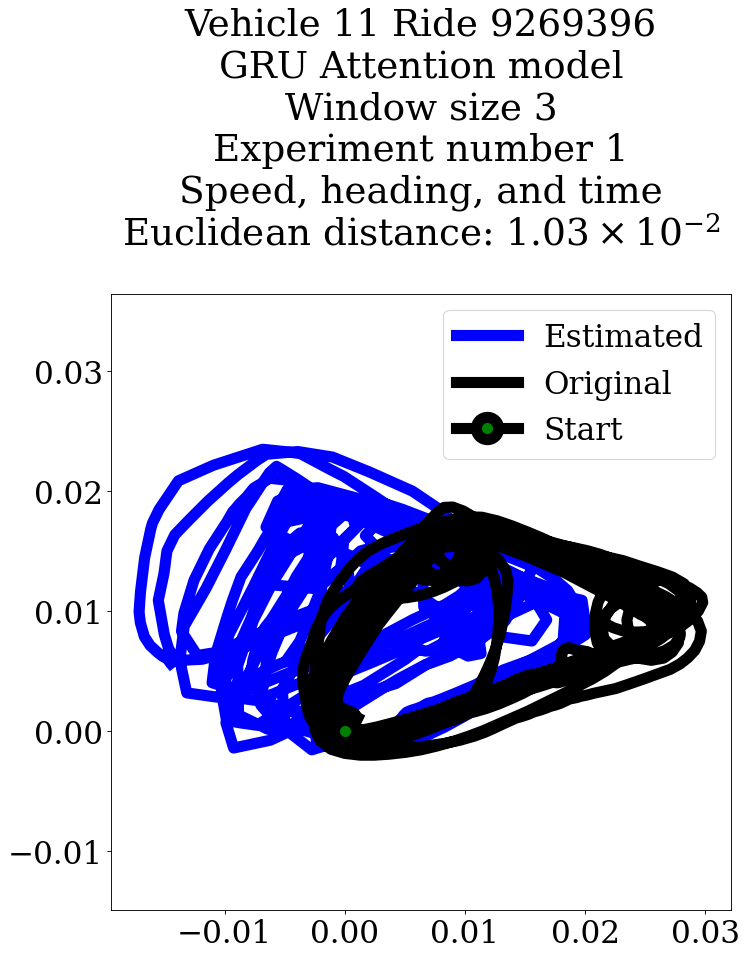 Vehicle 11 Ride 9269396
GRU Attention model
Window size 3
Experiment number 1
Speed, heading, and time
Euclidean distance: 1.03 × 10⁻²
Estimated
Original
Start
0.03
0.02
0.01
0.00
−0.01
−0.01 0.00 0.01 0.02 0.03